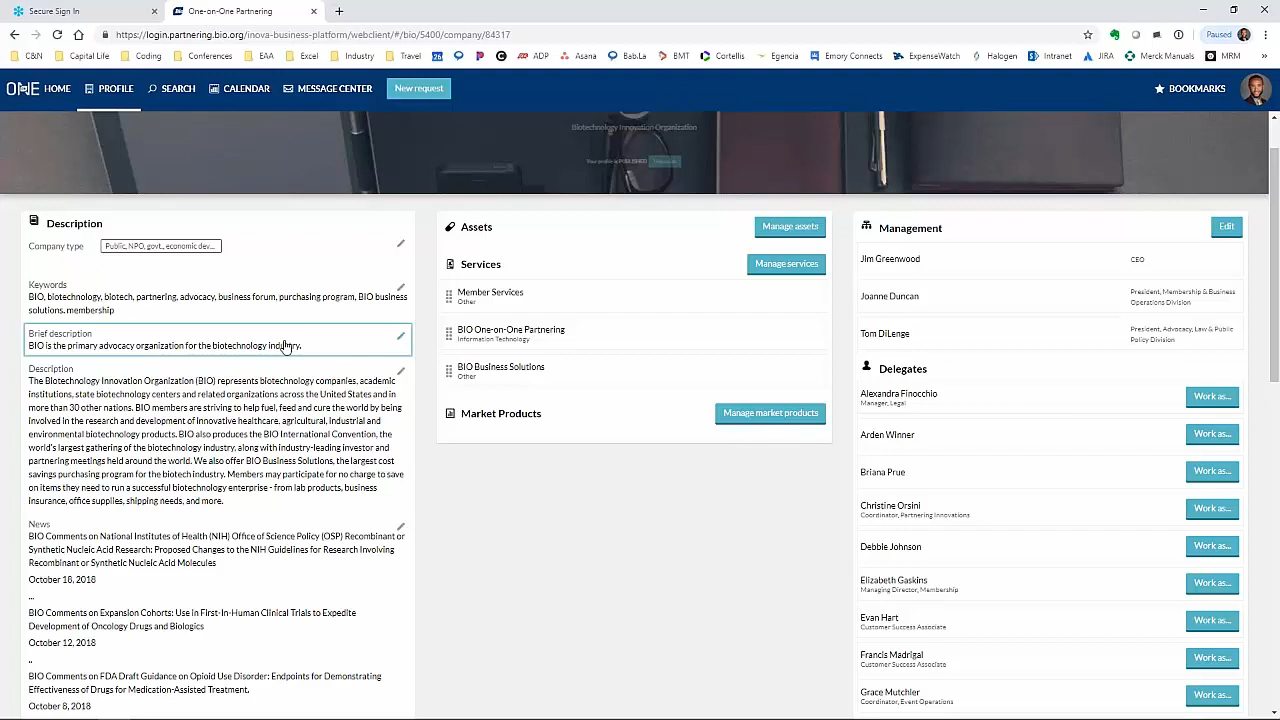 Secure Sign In
One-on-One Partnering
https://login.partnering.bio.org/inova-business-platform/webclient/#/bio/5400/company/84317
Paused
C&N
Capital Life
Coding
Conferences
EAA
Excel
Industry
Travel
26
ADP
Asana
Bab.La
BMT
Cortellis
Egencia
Emory Connects
ExpenseWatch
Halogen
Intranet
JIRA
Merck Manuals
MRM
ONE
HOME
PROFILE
SEARCH
CALENDAR
MESSAGE CENTER
New request
BOOKMARKS
Biotechnology Innovation Organization
Your profile is PUBLISHED
Description
Company type
Public, NPO, govt., economic dev...
Keywords
BIO, biotechnology, biotech, partnering, advocacy, business forum, purchasing program, BIO business
solutions, membership
Brief description
BIO is the primary advocacy organization for the biotechnology industry.
Description
The Biotechnology Innovation Organization (BIO) represents biotechnology companies, academic
institutions, state biotechnology centers and related organizations across the United States and in
more than 30 other nations. BIO members are striving to help fuel, feed and cure the world by being
involved in the research and development of innovative healthcare, agricultural, industrial and
environmental biotechnology products. BIO also produces the BIO International Convention, the
world's largest gathering of the biotechnology industry, along with industry-leading investor and
partnering meetings held around the world. We also offer BIO Business Solutions, the largest cost
savings purchasing program for the biotech industry. Members may participate for no charge to save
on items they need to run a successful biotechnology enterprise - from lab products, business
insurance, office supplies, shipping needs, and more.
News
BIO Comments on National Institutes of Health (NIH) Office of Science Policy (OSP) Recombinant or
Synthetic Nucleic Acid Research: Proposed Changes to the NIH Guidelines for Research Involving
Recombinant or Synthetic Nucleic Acid Molecules
October 18, 2018
...
BIO Comments on Expansion Cohorts: Use in First-In-Human Clinical Trials to Expedite
Development of Oncology Drugs and Biologics
October 12, 2018
..
BIO Comments on FDA Draft Guidance on Opioid Use Disorder: Endpoints for Demonstrating
Effectiveness of Drugs for Medication-Assisted Treatment.
October 8, 2018
Assets
Manage assets
Services
Manage services
Member Services
Other
BIO One-on-One Partnering
Information Technology
BIO Business Solutions
Other
Market Products
Manage market products
Management
Edit
Jim Greenwood
CEO
Joanne Duncan
President, Membership & Business
Operations Division
Tom DiLenge
President, Advocacy, Law & Public
Policy Division
Delegates
Alexandra Finocchio
Manager, Legal
Work as...
Arden Winner
Work as...
Briana Prue
Work as...
Christine Orsini
Coordinator, Partnering Innovations
Work as...
Debbie Johnson
Work as...
Elizabeth Gaskins
Managing Director, Membership
Work as...
Evan Hart
Customer Success Associate
Work as...
Francis Madrigal
Customer Success Associate
Work as...
Grace Mutchler
Coordinator, Event Operations
Work as...